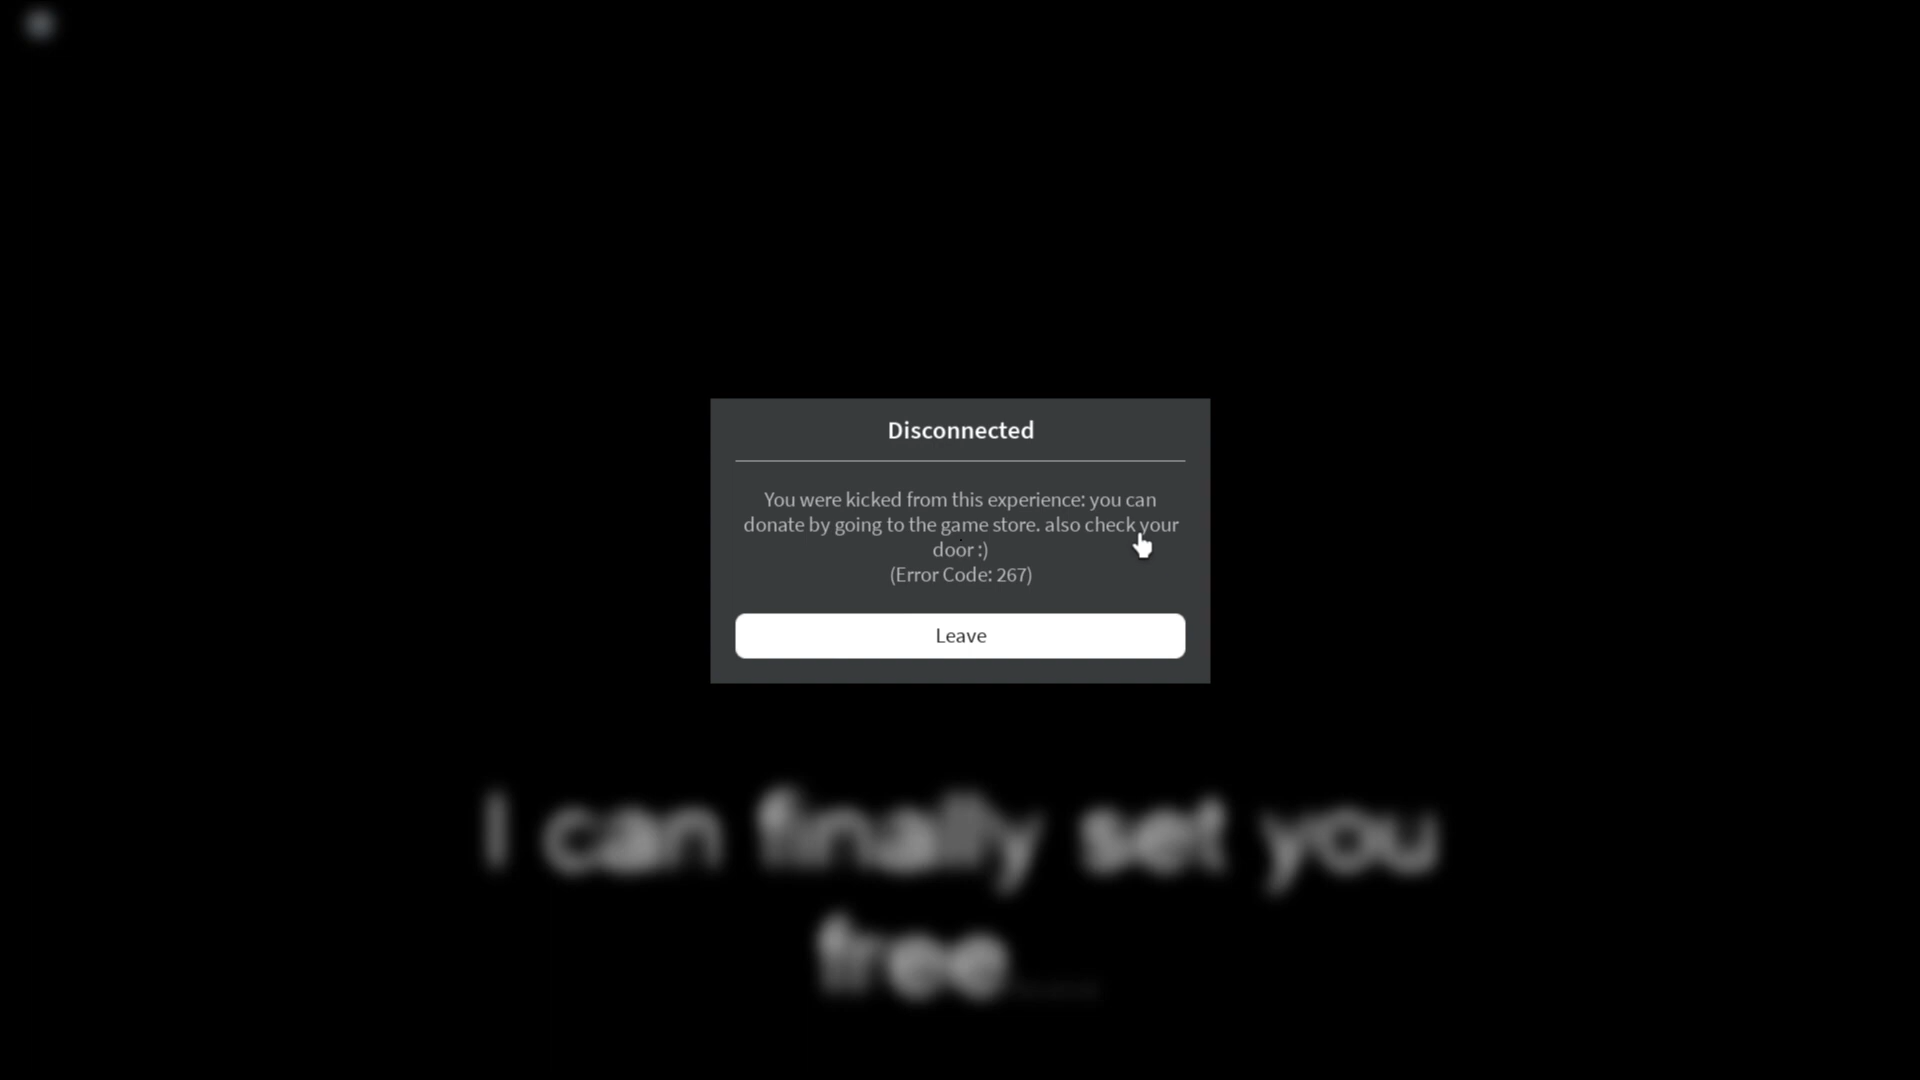 Disconnected
You were kicked from this experience: you can
donate by going to the game store. also check your
door :)
(Error Code: 267)
Leave
I can finally set you
free....